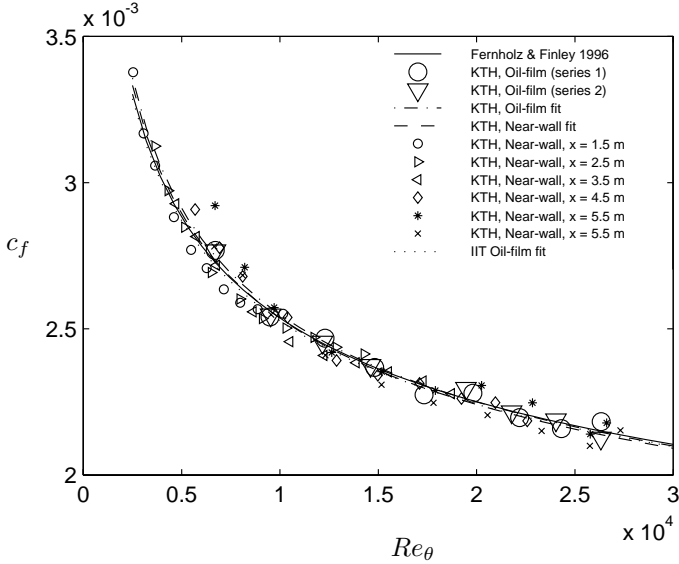 x 10^-3
3.5
3
2.5
2
c_f
Fernholz & Finley 1996
KTH, Oil-film (series 1)
KTH, Oil-film (series 2)
KTH, Oil-film fit
KTH, Near-wall fit
KTH, Near-wall, x = 1.5 m
KTH, Near-wall, x = 2.5 m
KTH, Near-wall, x = 3.5 m
KTH, Near-wall, x = 4.5 m
KTH, Near-wall, x = 5.5 m
KTH, Near-wall, x = 5.5 m
IIT Oil-film fit
0 0.5 1 1.5 2 2.5 3
x 10^4
Re_θ